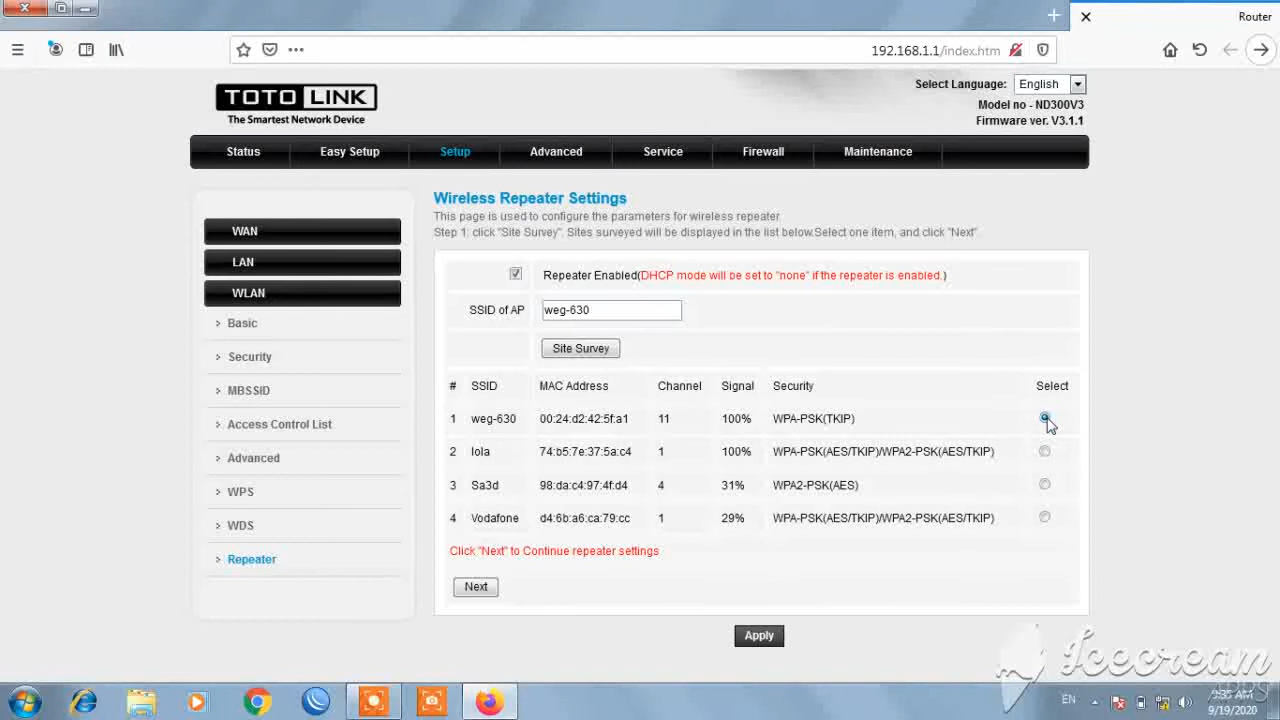 Router
192.168.1.1/index.htm
TOTO LINK
The Smartest Network Device
Select Language: English
Model no - ND300V3
Firmware ver. V3.1.1
Status Easy Setup Setup Advanced Service Firewall Maintenance
WAN
LAN
WLAN
Basic
Security
MBSSID
Access Control List
Advanced
WPS
WDS
Repeater
Wireless Repeater Settings
This page is used to configure the parameters for wireless repeater.
Step 1: click "Site Survey". Sites surveyed will be displayed in the list below.Select one item, and click "Next".
Repeater Enabled(DHCP mode will be set to "none" if the repeater is enabled.)
SSID of AP weg-630
Site Survey
# SSID MAC Address Channel Signal Security Select
1 weg-630 00:24:d2:42:5f:a1 11 100% WPA-PSK(TKIP)
2 lola 74:b5:7e:37:5a:c4 1 100% WPA-PSK(AES/TKIP)/WPA2-PSK(AES/TKIP)
3 Sa3d 98:da:c4:97:4f:d4 4 31% WPA2-PSK(AES)
4 Vodafone d4:6b:a6:ca:79:cc 1 29% WPA-PSK(AES/TKIP)/WPA2-PSK(AES/TKIP)
Click "Next" to Continue repeater settings
Next
Apply
Icecream
APPS
EN
9:35 AM
9/19/2020